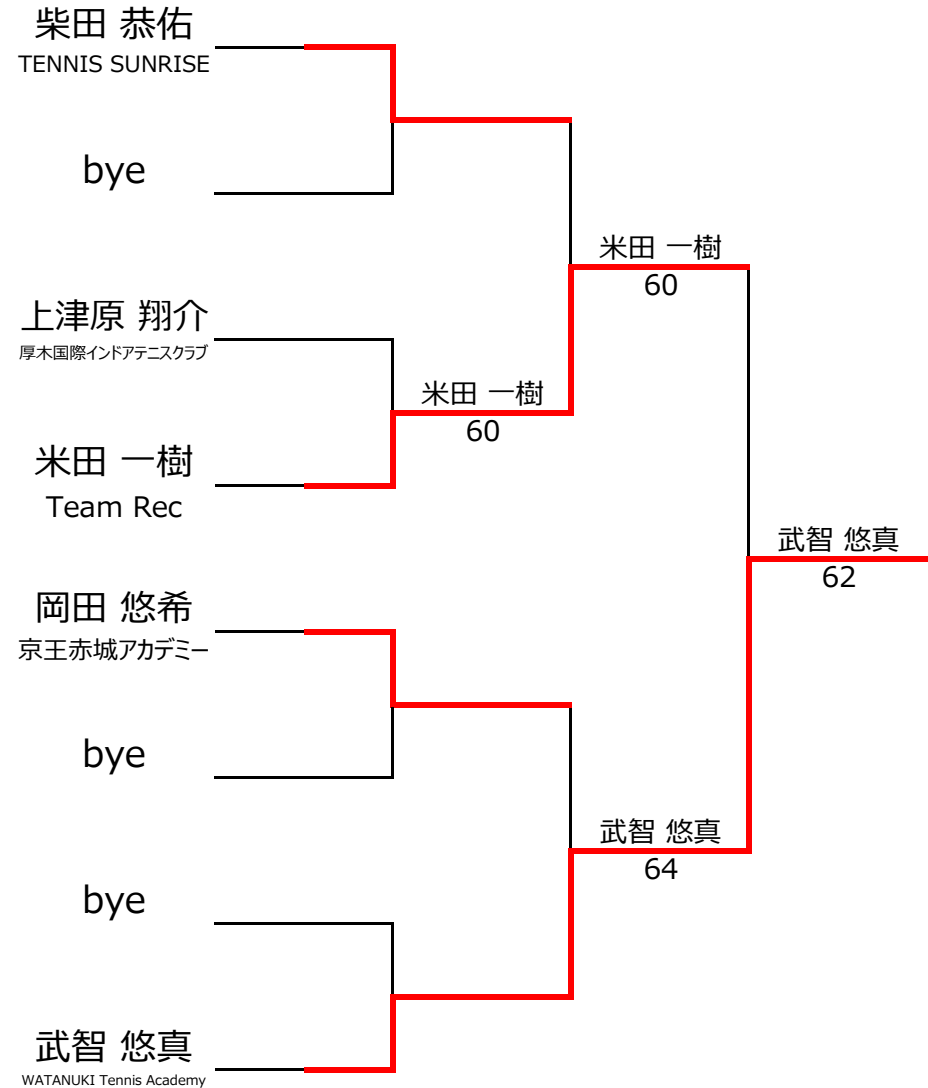 柴田 恭佑
TENNIS SUNRISE
bye
上津原 翔介
厚木国際インドアテニスクラブ
米田 一樹
Team Rec
岡田 悠希
京王赤城アカデミー
bye
bye
武智 悠真
WATANUKI Tennis Academy
米田 一樹
60
米田 一樹
60
武智 悠真
64
武智 悠真
62